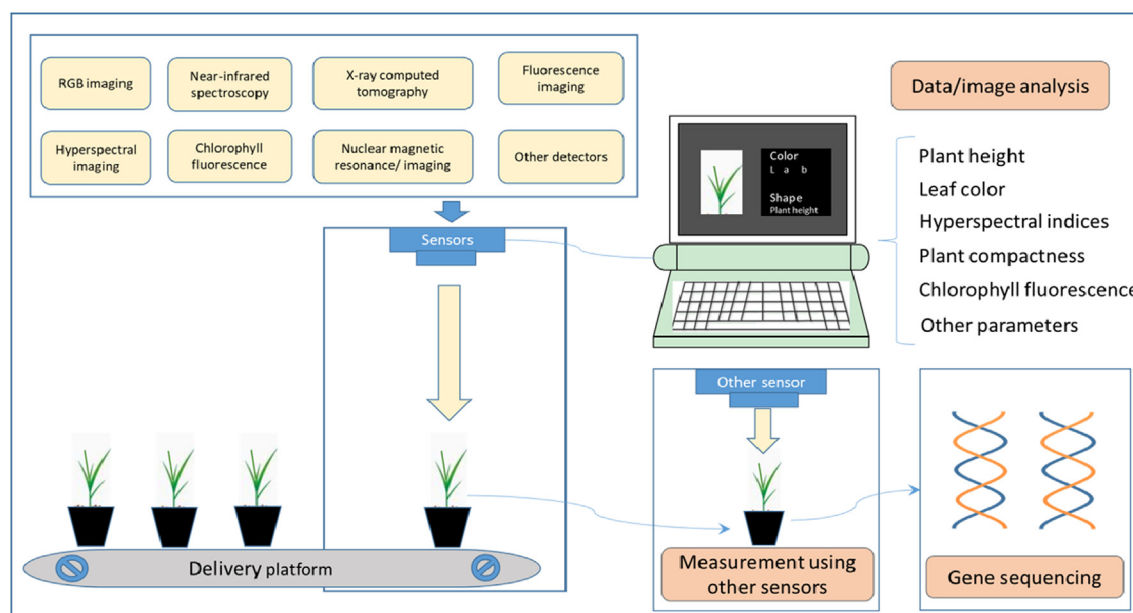 RGB imaging
Near-infrared
spectroscopy
X-ray computed
tomography
Fluorescence
imaging
Hyperspectral
imaging
Chlorophyll
fluorescence
Nuclear magnetic
resonance/ imaging
Other detectors
Data/image analysis
Color
L a b
Shape
Plant height
Plant height
Leaf color
Hyperspectral indices
Plant compactness
Chlorophyll fluorescence
Other parameters
Sensors
Other sensor
Delivery platform
Measurement using
other sensors
Gene sequencing